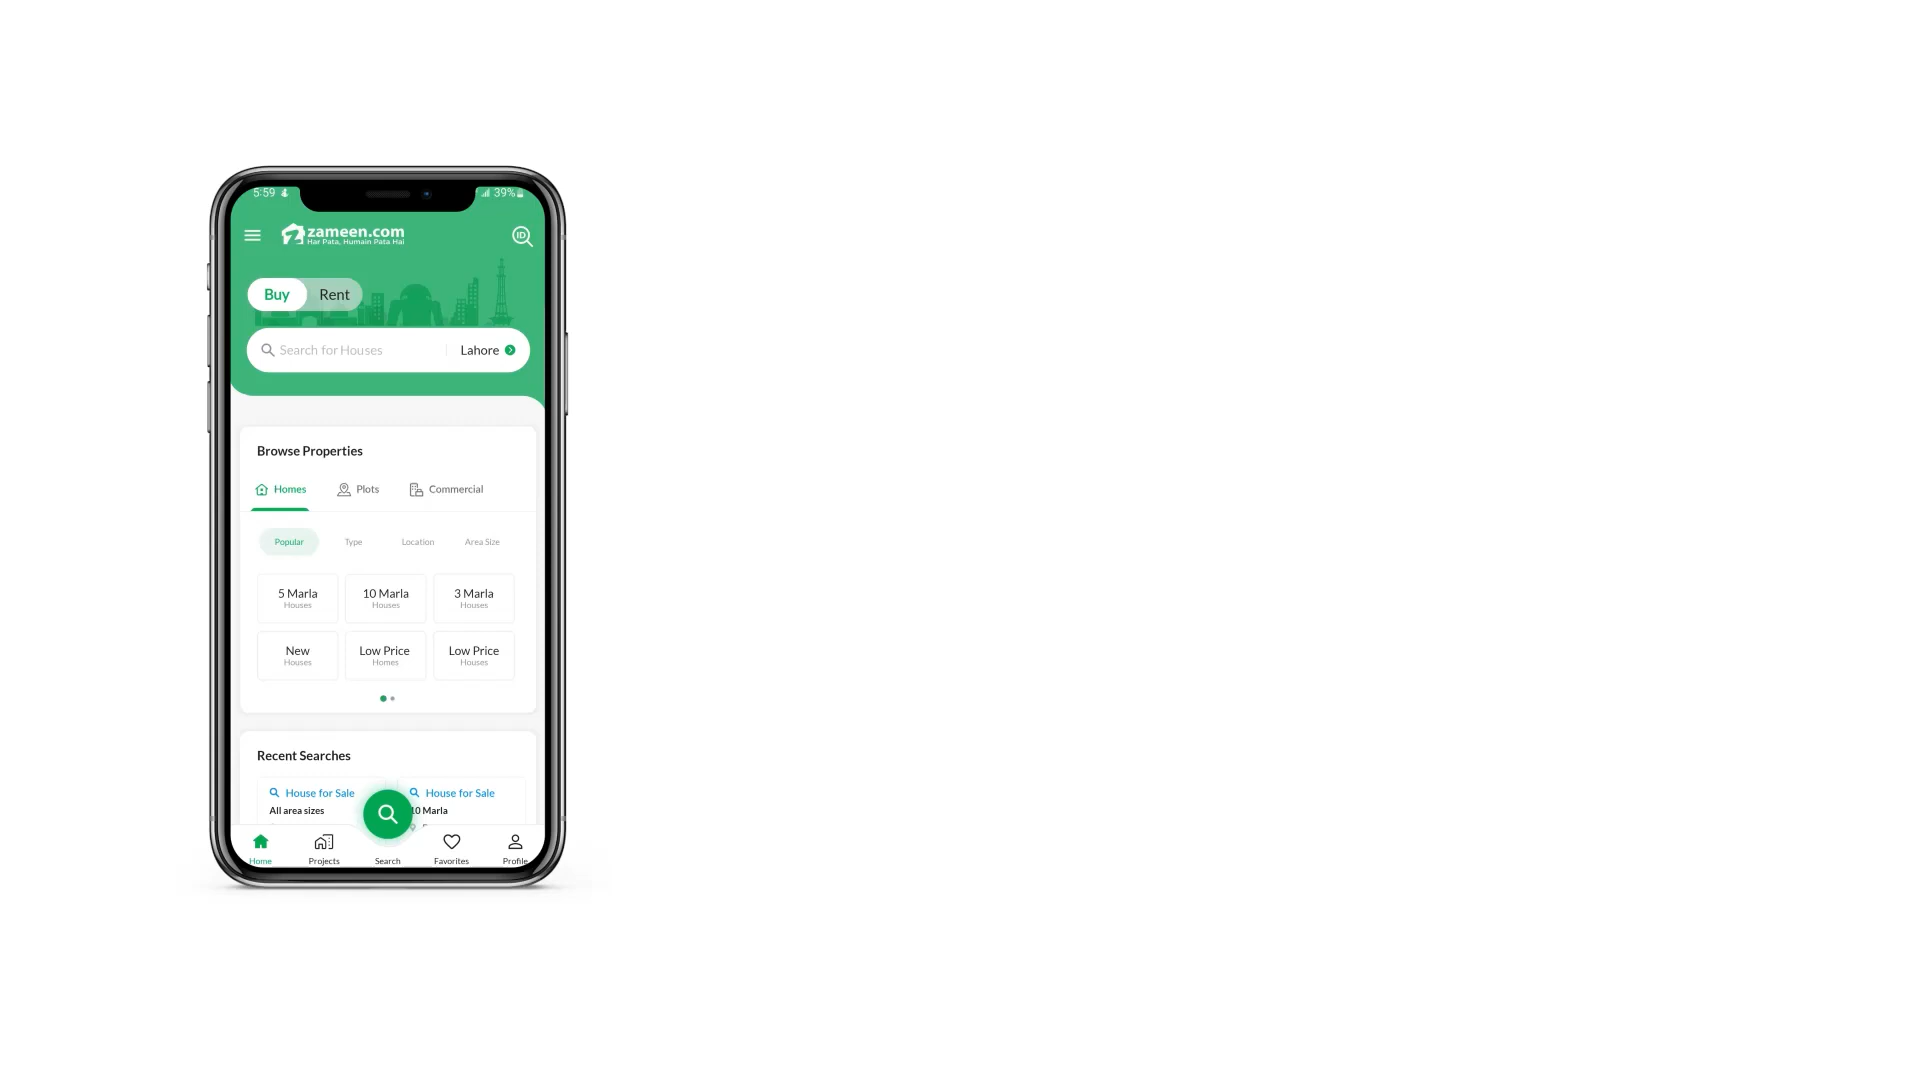 5:59
39%
zameen.com
Har Pata, Humain Pata Hai
ID
Buy Rent
Search for Houses Lahore
Browse Properties
Homes Plots Commercial
Popular Type Location Area Size
5 Marla 10 Marla 3 Marla
Houses Houses Houses
New Low Price Low Price
Houses Homes Houses
Recent Searches
House for Sale House for Sale
All area sizes 10 Marla
Home Projects Search Favorites Profile